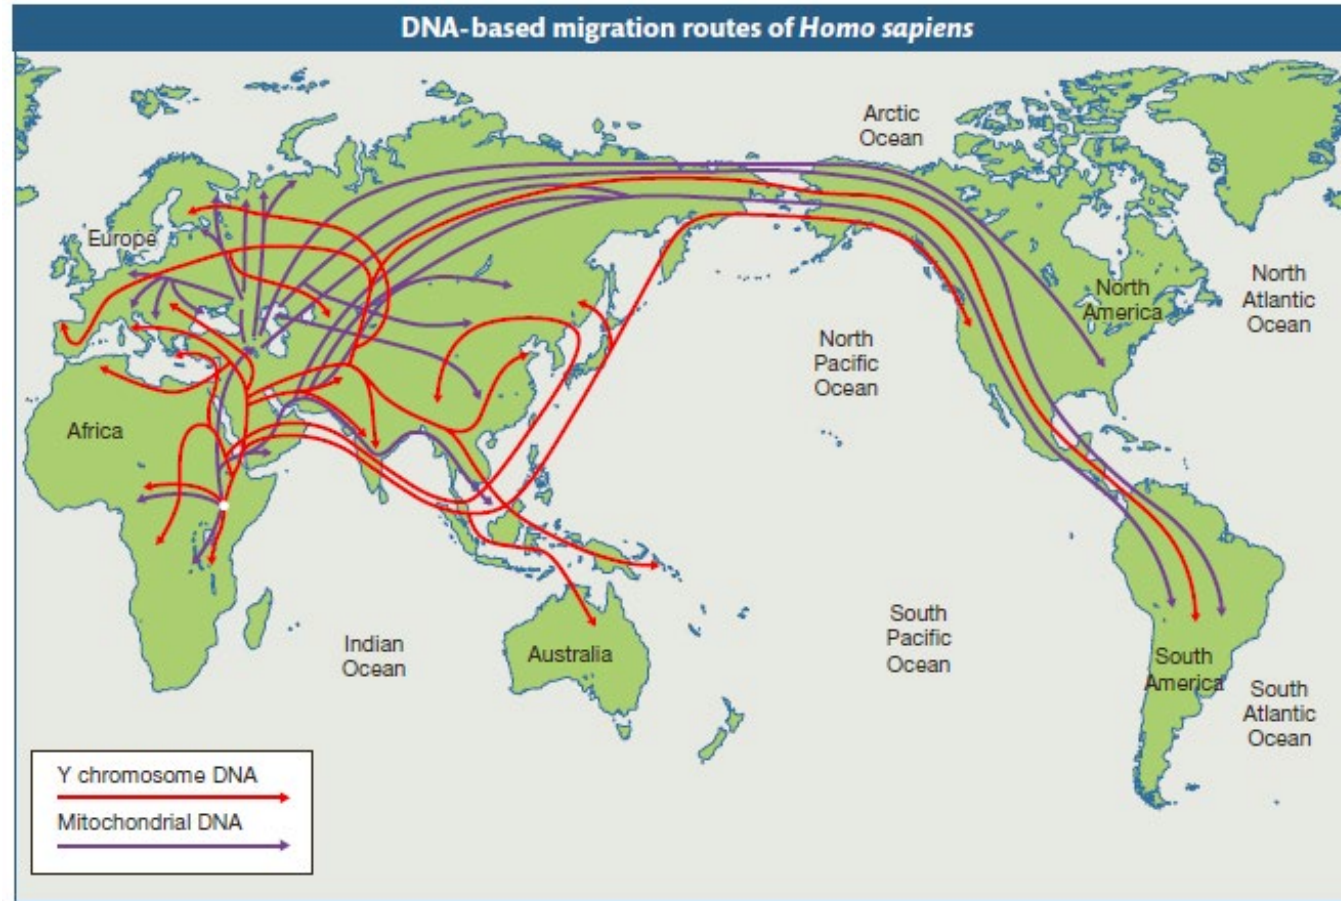 DNA-based migration routes of Homo sapiens
Arctic
Ocean
Europe
North
America
North
Atlantic
Ocean
North
Pacific
Ocean
Africa
Indian
Ocean
Australia
South
Pacific
Ocean
South
America
South
Atlantic
Ocean
Y chromosome DNA
Mitochondrial DNA